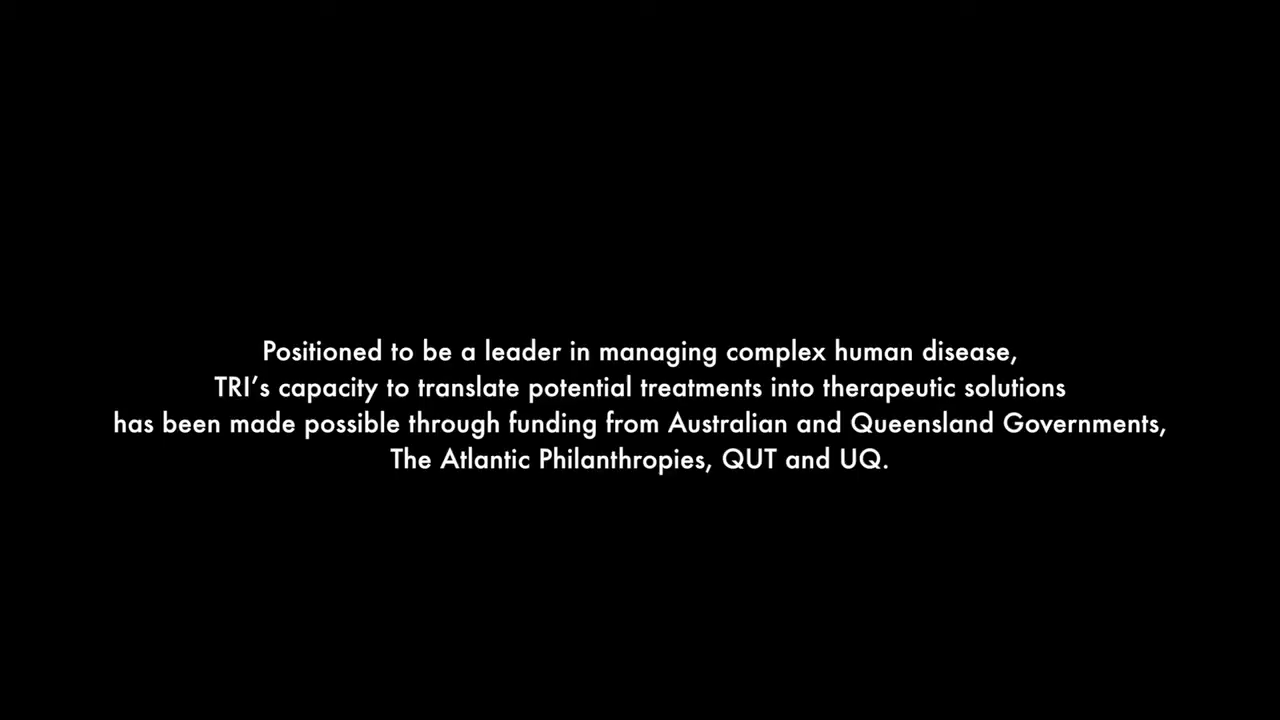 Positioned to be a leader in managing complex human disease,
TRI’s capacity to translate potential treatments into therapeutic solutions
has been made possible through funding from Australian and Queensland Governments,
The Atlantic Philanthropies, QUT and UQ.